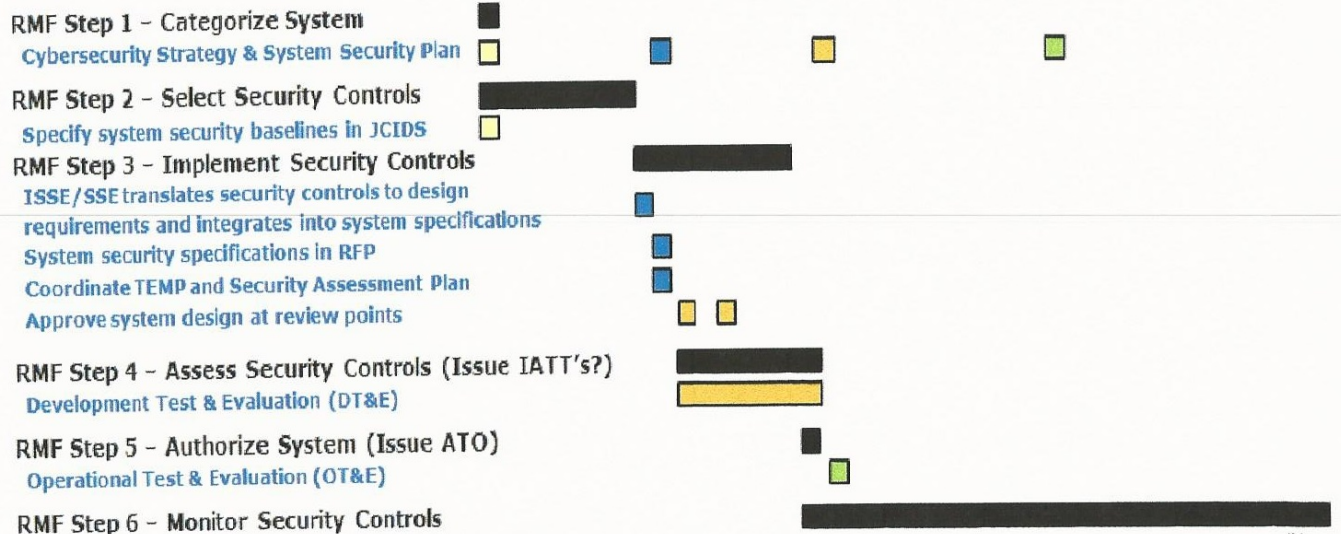 RMF Step 1 – Categorize System
Cybersecurity Strategy & System Security Plan
RMF Step 2 – Select Security Controls
Specify system security baselines in JCIDS
RMF Step 3 – Implement Security Controls
ISSE/SSE translates security controls to design
requirements and integrates into system specifications
System security specifications in RFP
Coordinate TEMP and Security Assessment Plan
Approve system design at review points
RMF Step 4 – Assess Security Controls (Issue IATT's?)
Development Test & Evaluation (DT&E)
RMF Step 5 – Authorize System (Issue ATO)
Operational Test & Evaluation (OT&E)
RMF Step 6 – Monitor Security Controls